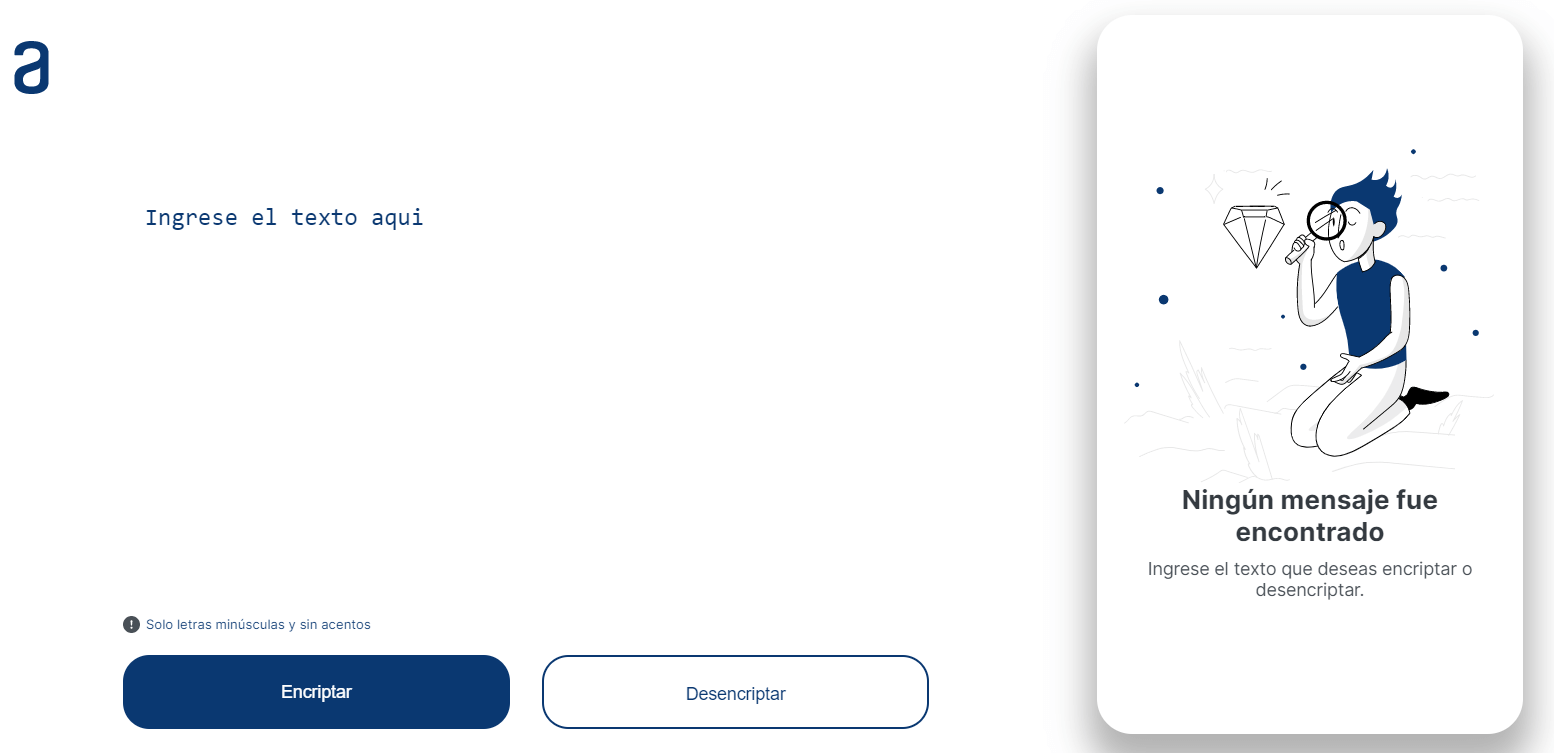 a
Ingrese el texto aqui
Solo letras minúsculas y sin acentos
Encriptar
Desencriptar
Ningún mensaje fue
encontrado
Ingrese el texto que deseas encriptar o
desencriptar.